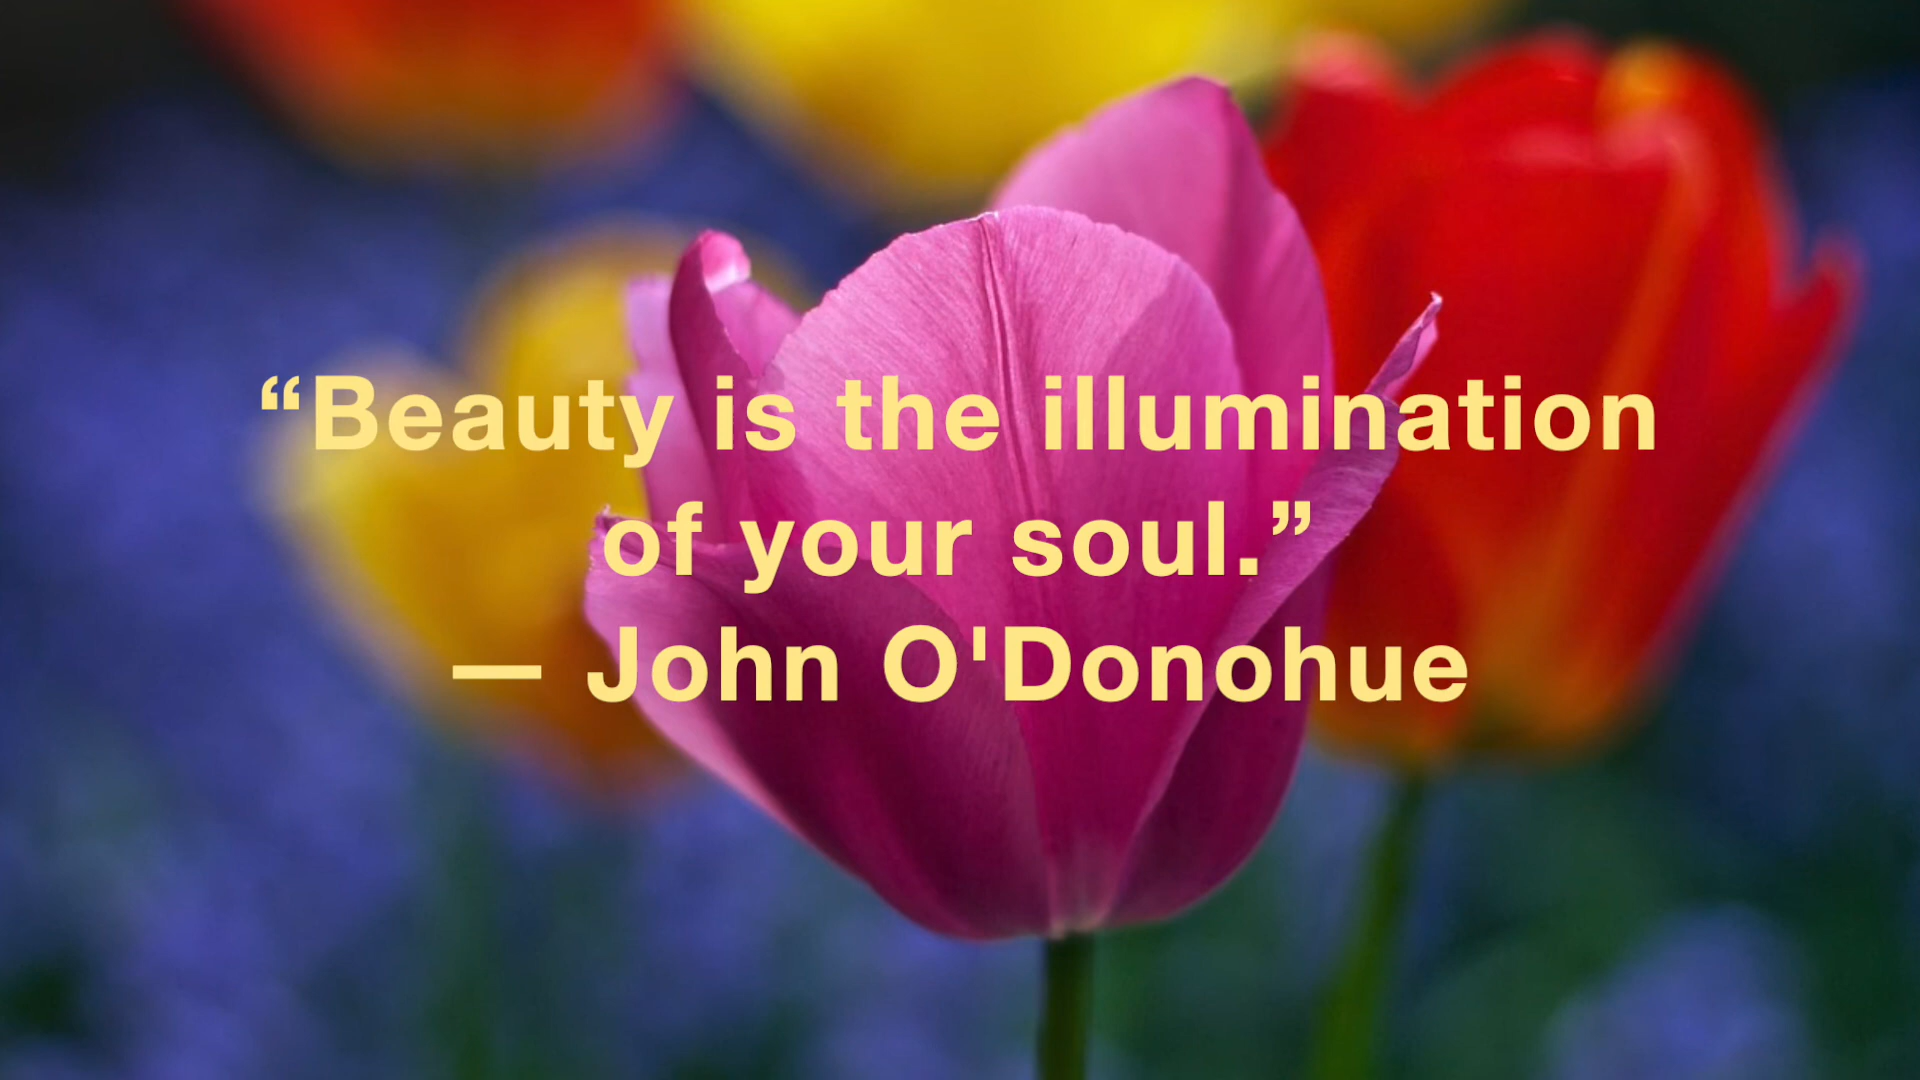 “Beauty is the illumination
of your soul.”
— John O'Donohue